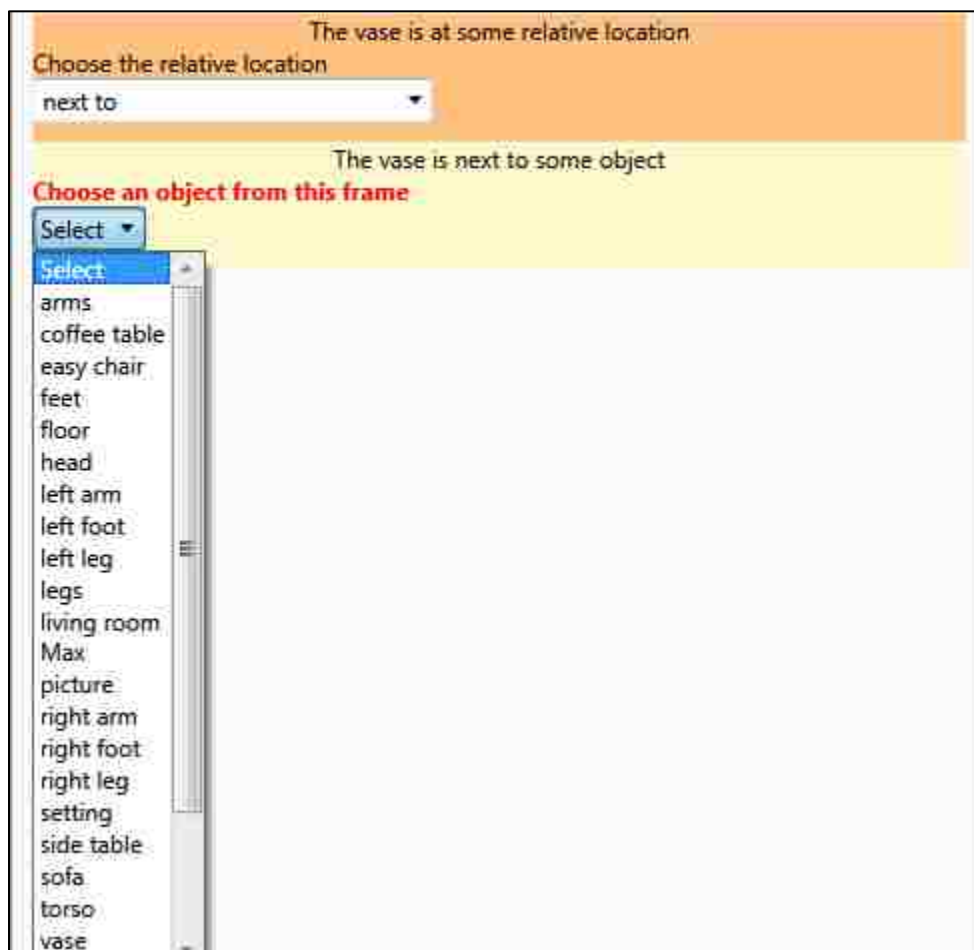 The vase is at some relative location
Choose the relative location
next to
The vase is next to some object
Choose an object from this frame
Select
Select
arms
coffee table
easy chair
feet
floor
head
left arm
left foot
left leg
legs
living room
Max
picture
right arm
right foot
right leg
setting
side table
sofa
torso
vase